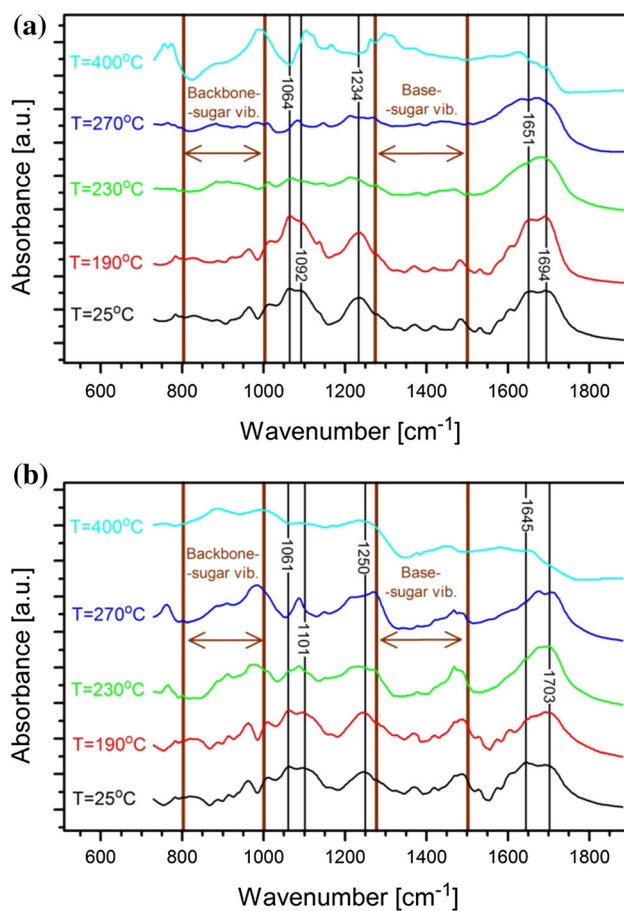 (a)
T=400°C
Backbone-
-sugar vib.
1064
1234
Base-
-sugar vib.
T=270°C
1651
T=230°C
T=190°C
1092
1694
T=25°C
Absorbance [a.u.]
600 800 1000 1200 1400 1600 1800
Wavenumber [cm-1]
(b)
T=400°C
Backbone-
-sugar vib.
1061
1250
Base-
-sugar vib.
1645
T=270°C
1101
T=230°C
1703
T=190°C
T=25°C
Absorbance [a.u.]
600 800 1000 1200 1400 1600 1800
Wavenumber [cm-1]